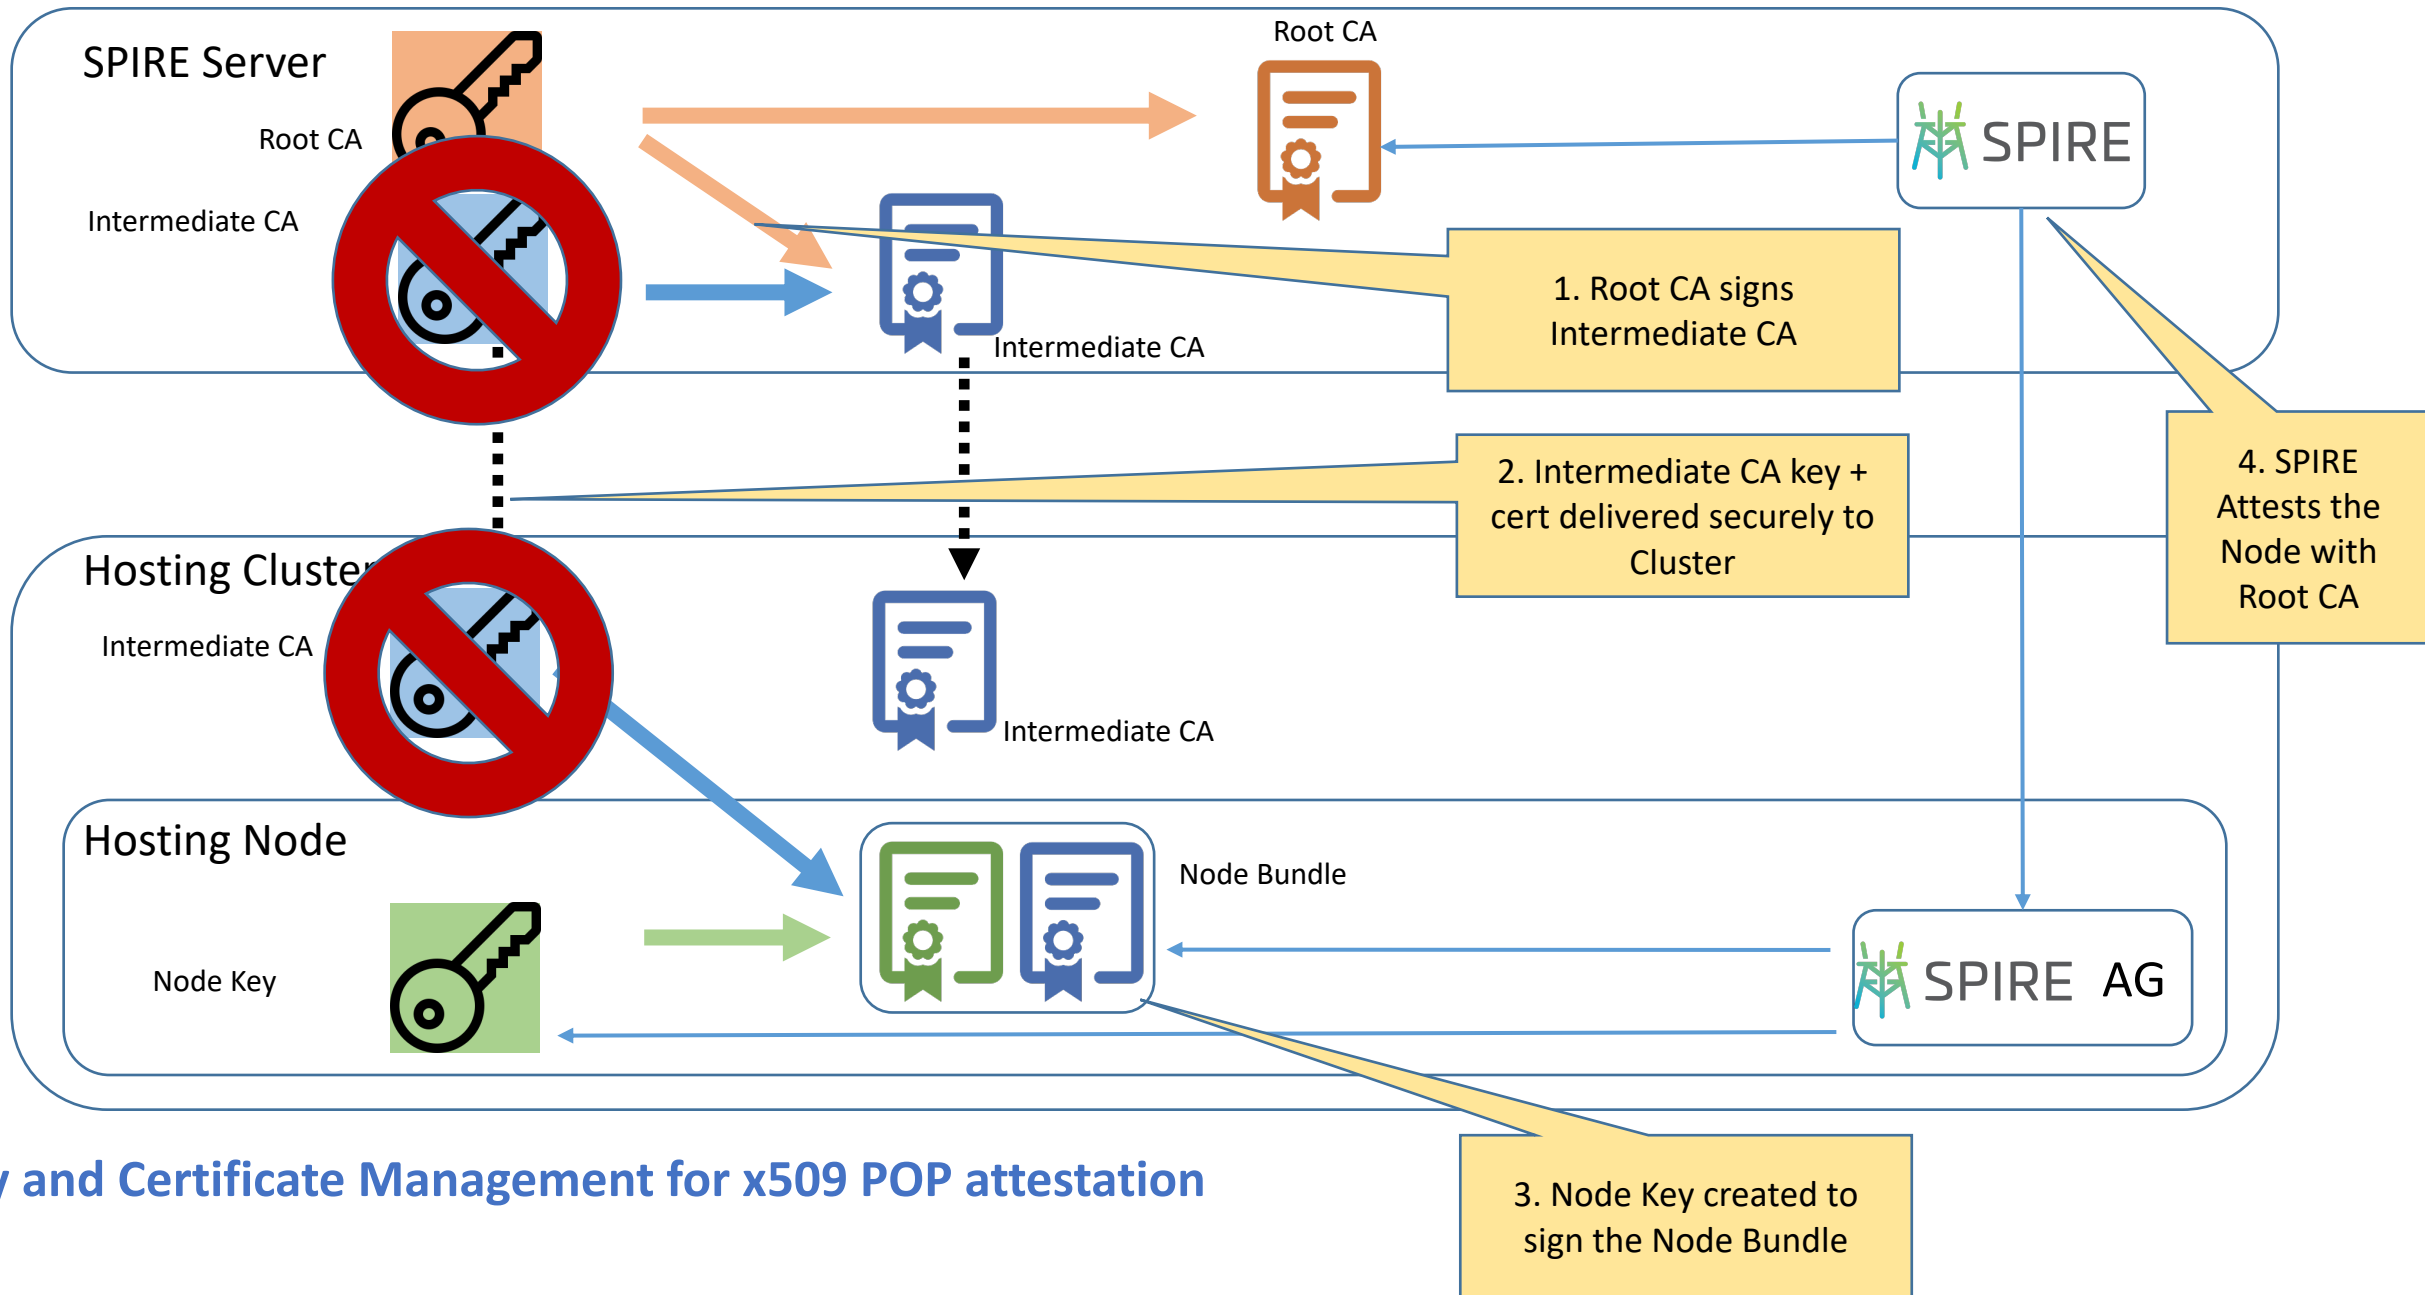 SPIRE Server
Root CA
Root CA
Intermediate CA
SPIRE
Intermediate CA
1. Root CA signs
Intermediate CA
2. Intermediate CA key +
cert delivered securely to
Cluster
4. SPIRE
Attests the
Node with
Root CA
Hosting Cluster
Intermediate CA
Intermediate CA
Hosting Node
Node Bundle
Node Key
SPIRE AG
3. Node Key created to
sign the Node Bundle
and Certificate Management for x509 POP attestation